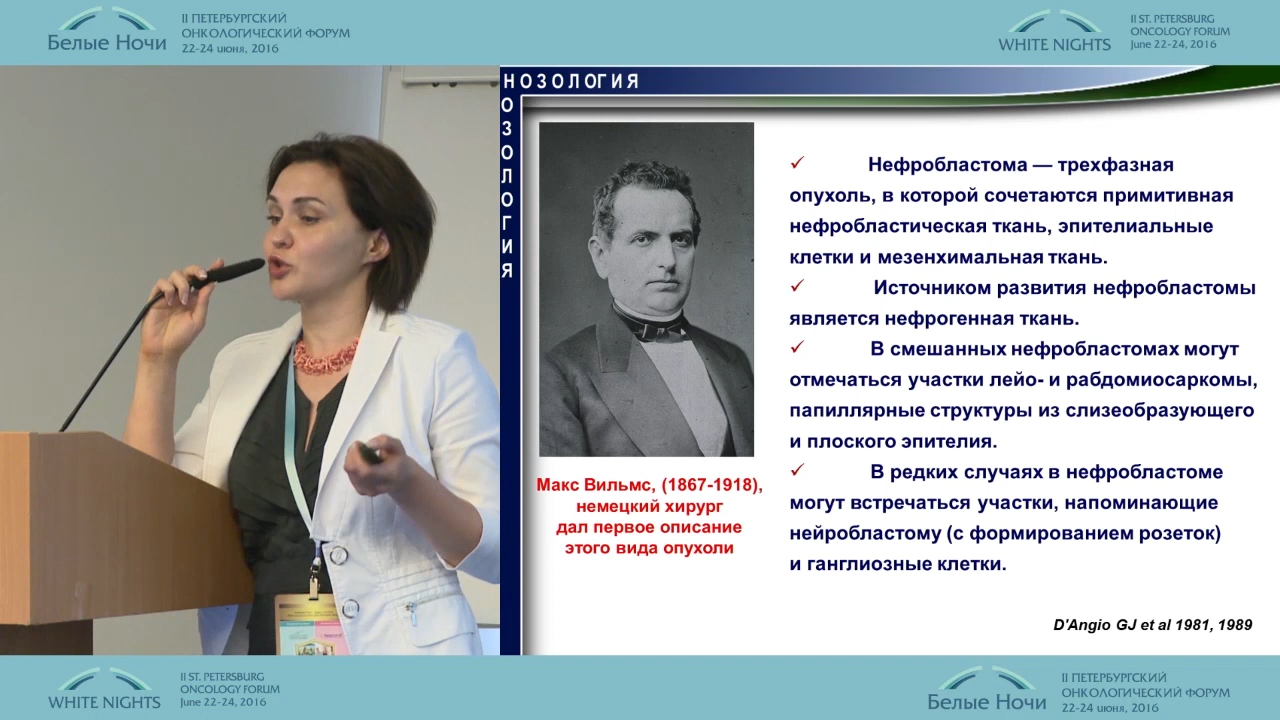 Белые Ночи
II ПЕТЕРБУРГСКИЙ
ОНКОЛОГИЧЕСКИЙ ФОРУМ
22-24 июня, 2016
WHITE NIGHTS
II ST. PETERSBURG
ONCOLOGY FORUM
June 22-24, 2016
НОЗОЛОГИЯ
О
З
О
Л
О
Г
И
Я
Макс Вильмс, (1867-1918),
немецкий хирург
дал первое описание
этого вида опухоли
✓ Нефробластома — трехфазная
опухоль, в которой сочетаются примитивная
нефробластическая ткань, эпителиальные
клетки и мезенхимальная ткань.
✓ Источником развития нефробластомы
является нефрогенная ткань.
✓ В смешанных нефробластомах могут
отмечаться участки лейо- и рабдомиосаркомы,
папиллярные структуры из слизеобразующего
и плоского эпителия.
✓ В редких случаях в нефробластоме
могут встречаться участки, напоминающие
нейробластому (с формированием розеток)
и ганглиозные клетки.
D'Angio GJ et al 1981, 1989
WHITE NIGHTS
II ST. PETERSBURG
ONCOLOGY FORUM
June 22-24, 2016
Белые Ночи
II ПЕТЕРБУРГСКИЙ
ОНКОЛОГИЧЕСКИЙ ФОРУМ
22-24 июня, 2016